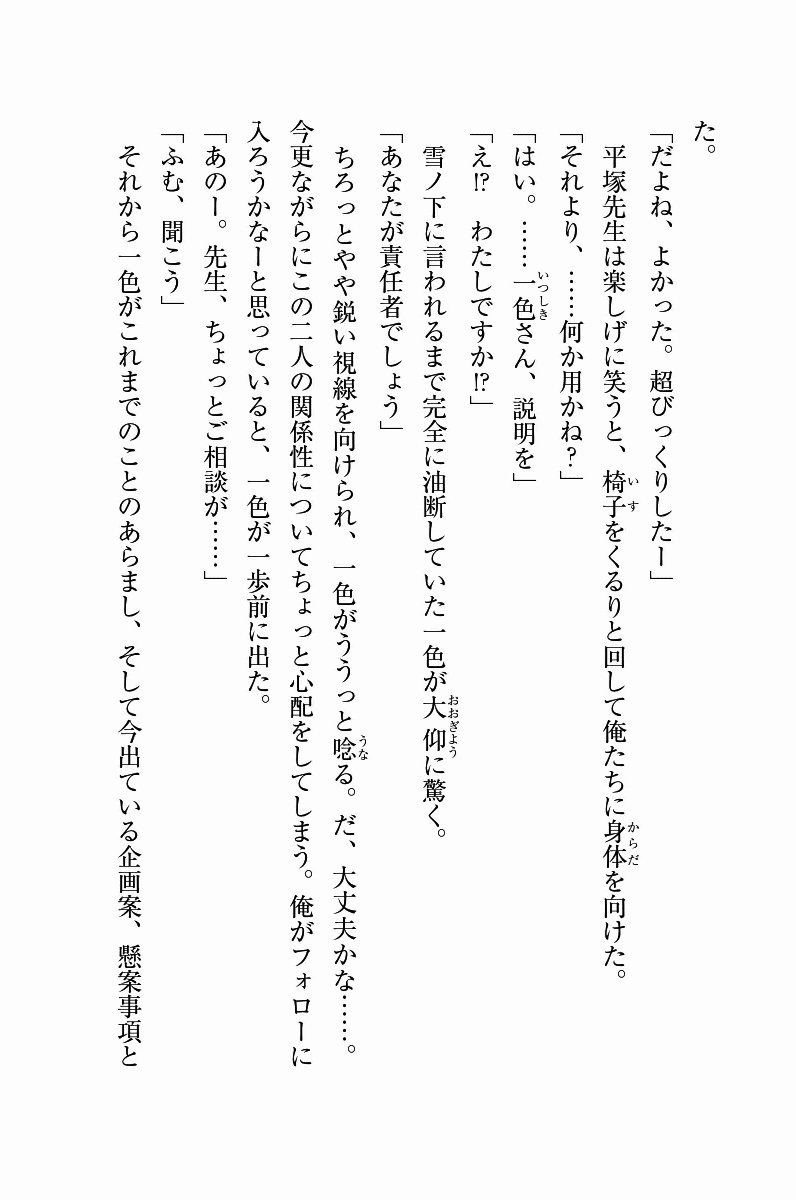 た。
「だよね、よかった。超びっくりしたー」
平塚先生は楽しげに笑うと、椅子をくるりと回して俺たちに身体を向けた。
「それより、……何か用かね?」
「はい。……一色さん、説明を」
「え!? わたしですか!?」
雪ノ下に言われるまで完全に油断していた一色が大仰に驚く。
「あなたが責任者でしょう」
ちろっとやや鋭い視線を向けられ、一色がううっと唸る。だ、大丈夫かな……。
今更ながらにこの二人の関係性についてちょっと心配をしてしまう。俺がフォローに
入ろうかなーと思っていると、一色が一歩前に出た。
「あのー。先生、ちょっとご相談が……」
「ふむ、聞こう」
それから一色がこれまでのことのあらまし、そして今出ている企画案、懸案事項と